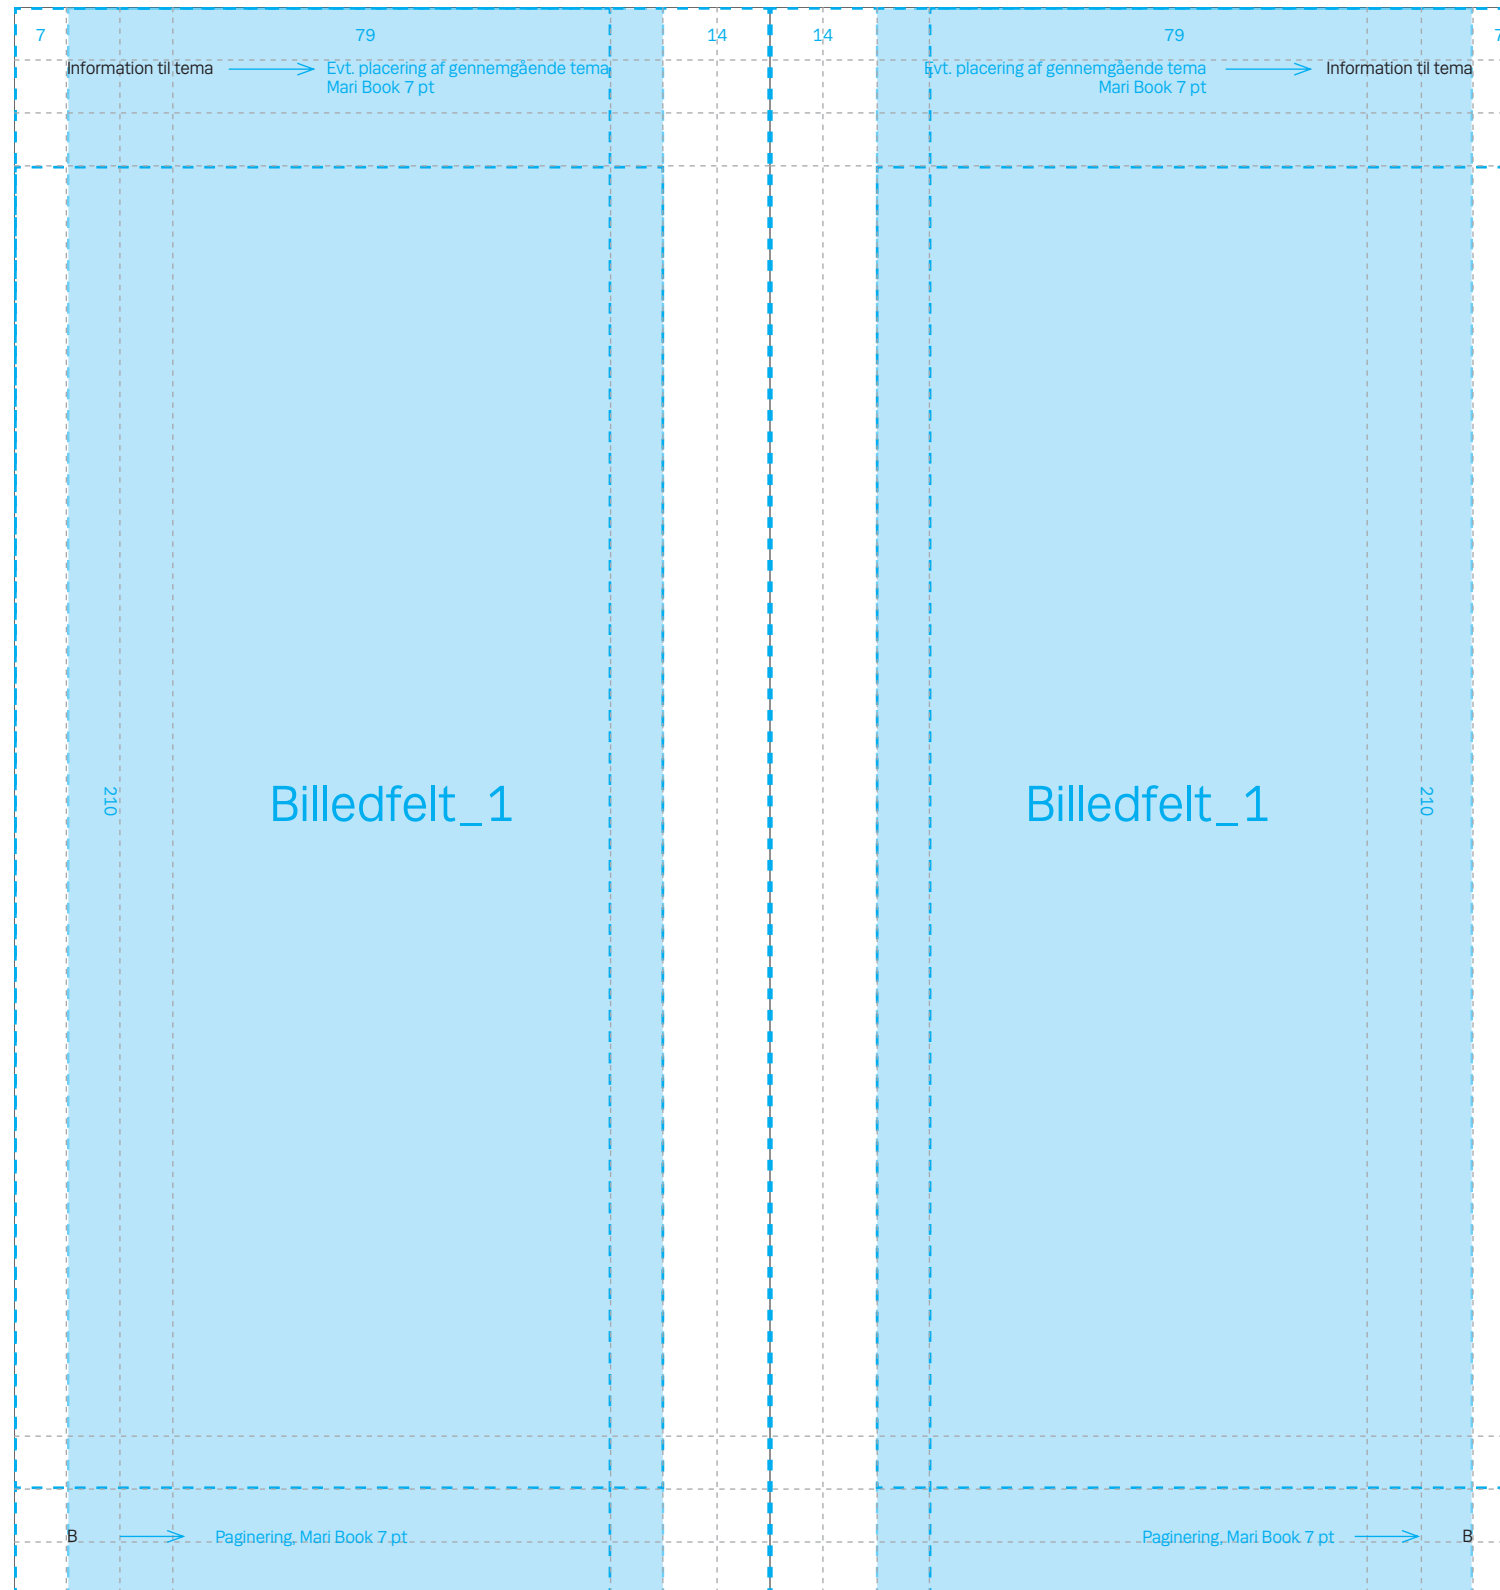 7
79
14
14
79
7
Information til tema
Evt. placering af gennemgående tema
Mari Book 7 pt
Evt. placering af gennemgående tema
Mari Book 7 pt
Information til tema
210
Billedfelt_1
Billedfelt_1
210
B
Paginering, Mari Book 7 pt
Paginering, Mari Book 7 pt
B